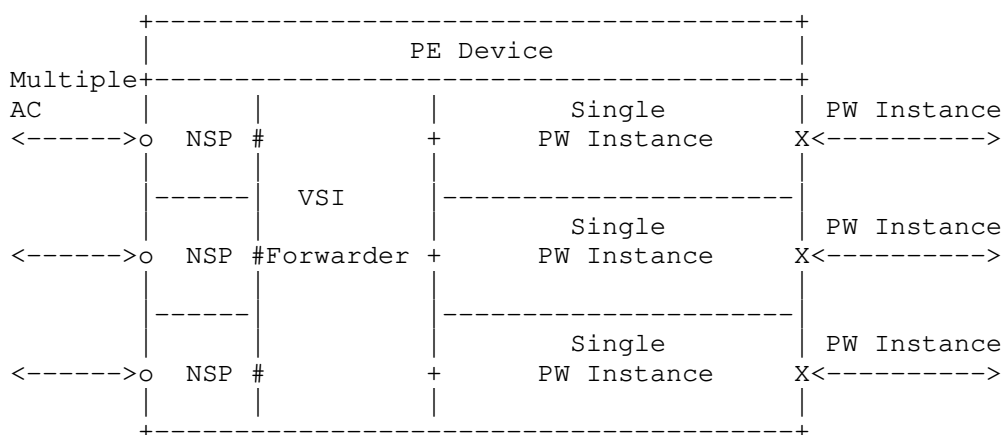 PE Device
Multiple
AC Single PW Instance
NSP PW Instance
VSI
Single PW Instance
NSP Forwarder PW Instance
Single PW Instance
NSP PW Instance